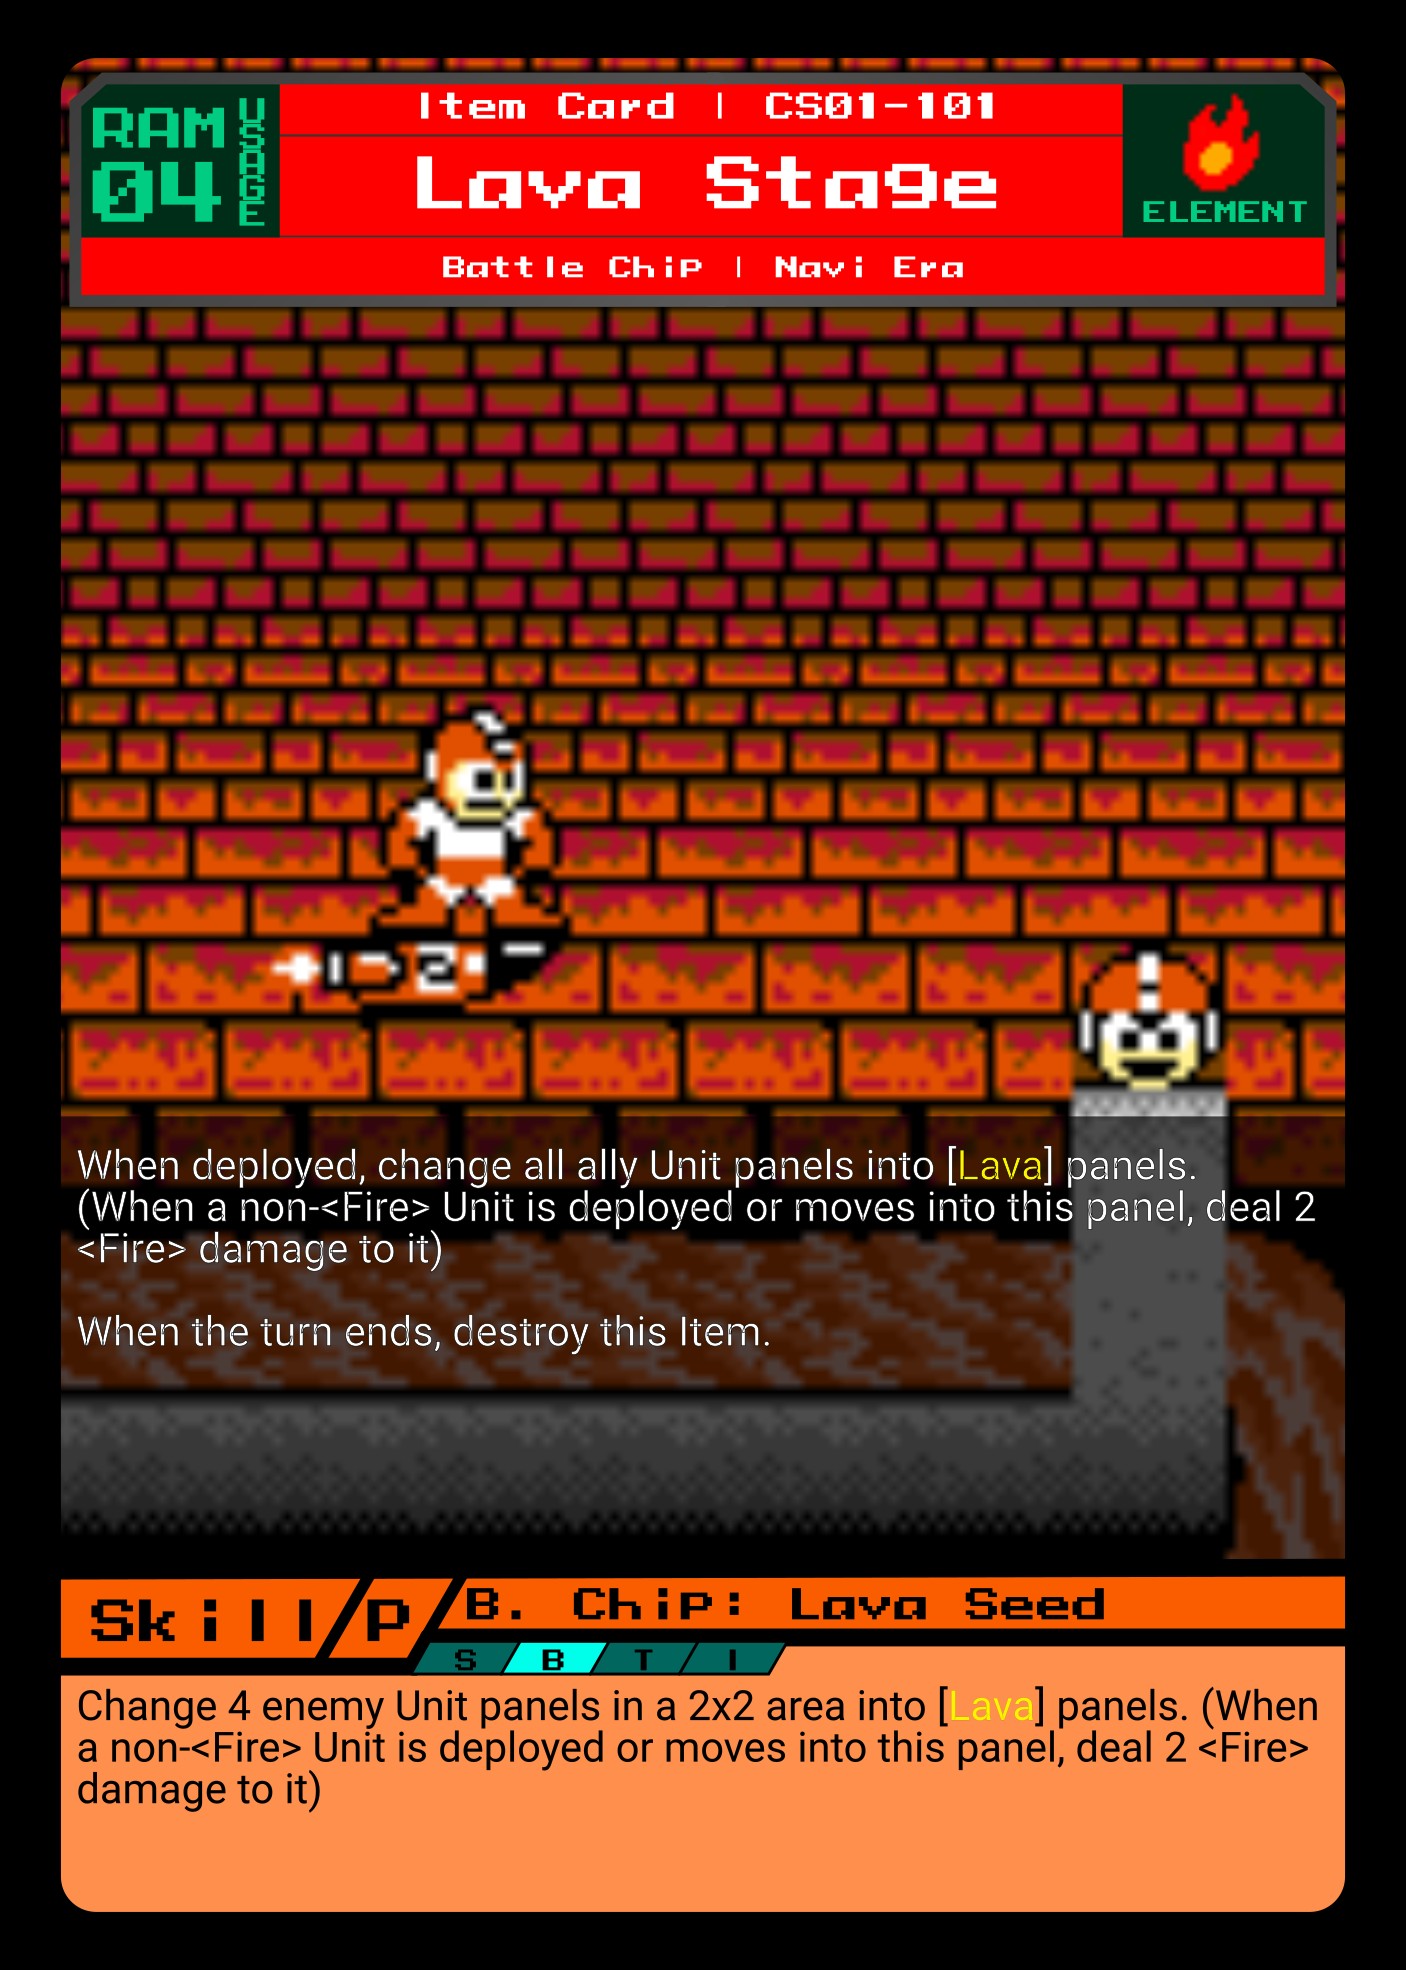 Item Card | CS01-101
RAM
04
USAGE
Lava Stage
ELEMENT
Battle Chip | Navi Era
2
When deployed, change all ally Unit panels into [Lava] panels.
(When a non-<Fire> Unit is deployed or moves into this panel, deal 2
<Fire> damage to it)
When the turn ends, destroy this Item.
Skill/P/
B. Chip: Lava Seed
S B T I
Change 4 enemy Unit panels in a 2x2 area into [Lava] panels. (When
a non-<Fire> Unit is deployed or moves into this panel, deal 2 <Fire>
damage to it)